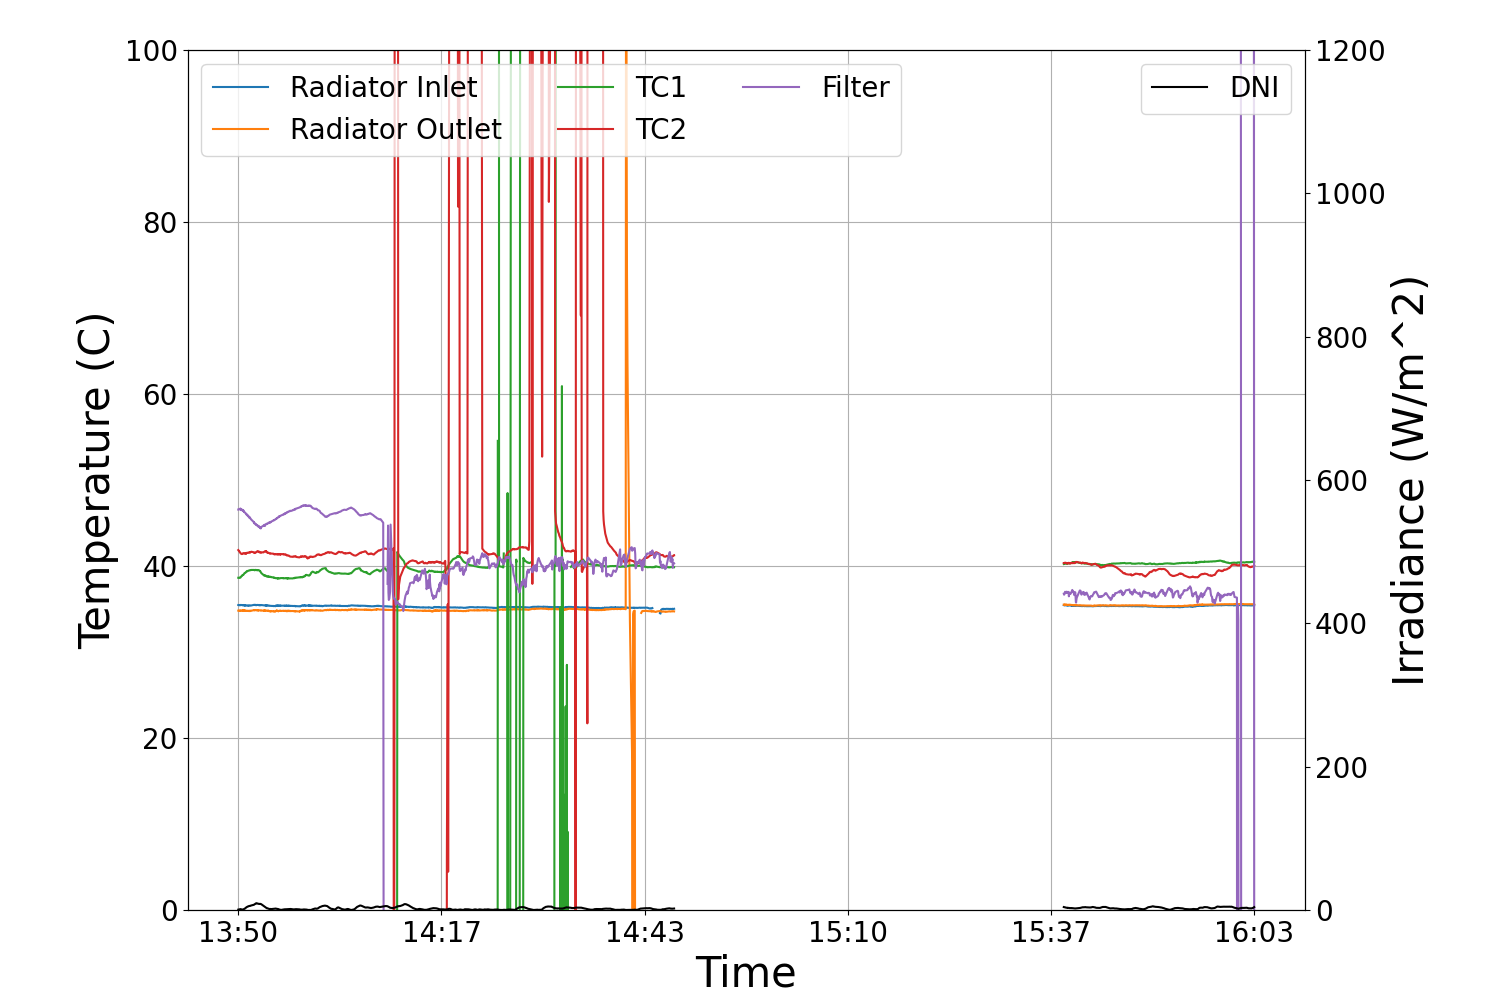 100
80
60
40
20
0
Temperature (C)
Radiator Inlet
Radiator Outlet
TC1
TC2
Filter
DNI
1200
1000
800
600
400
200
0
Irradiance (W/m^2)
13:50 14:17 14:43 15:10 15:37 16:03
Time